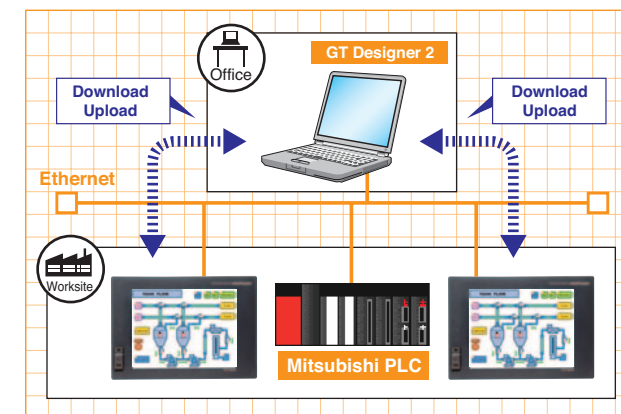 GT Designer 2
Office
Download
Upload
Download
Upload
Ethernet
Worksite
Mitsubishi PLC